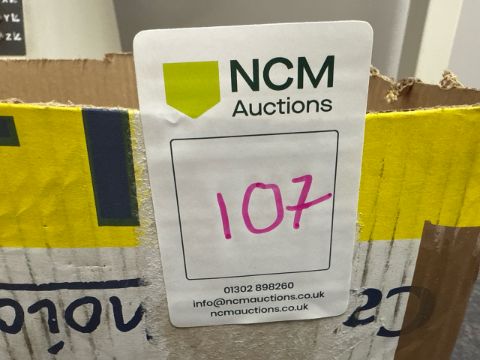 NCM
Auctions
107
01302 898260
info@ncmauctions.co.uk
ncmauctions.co.uk